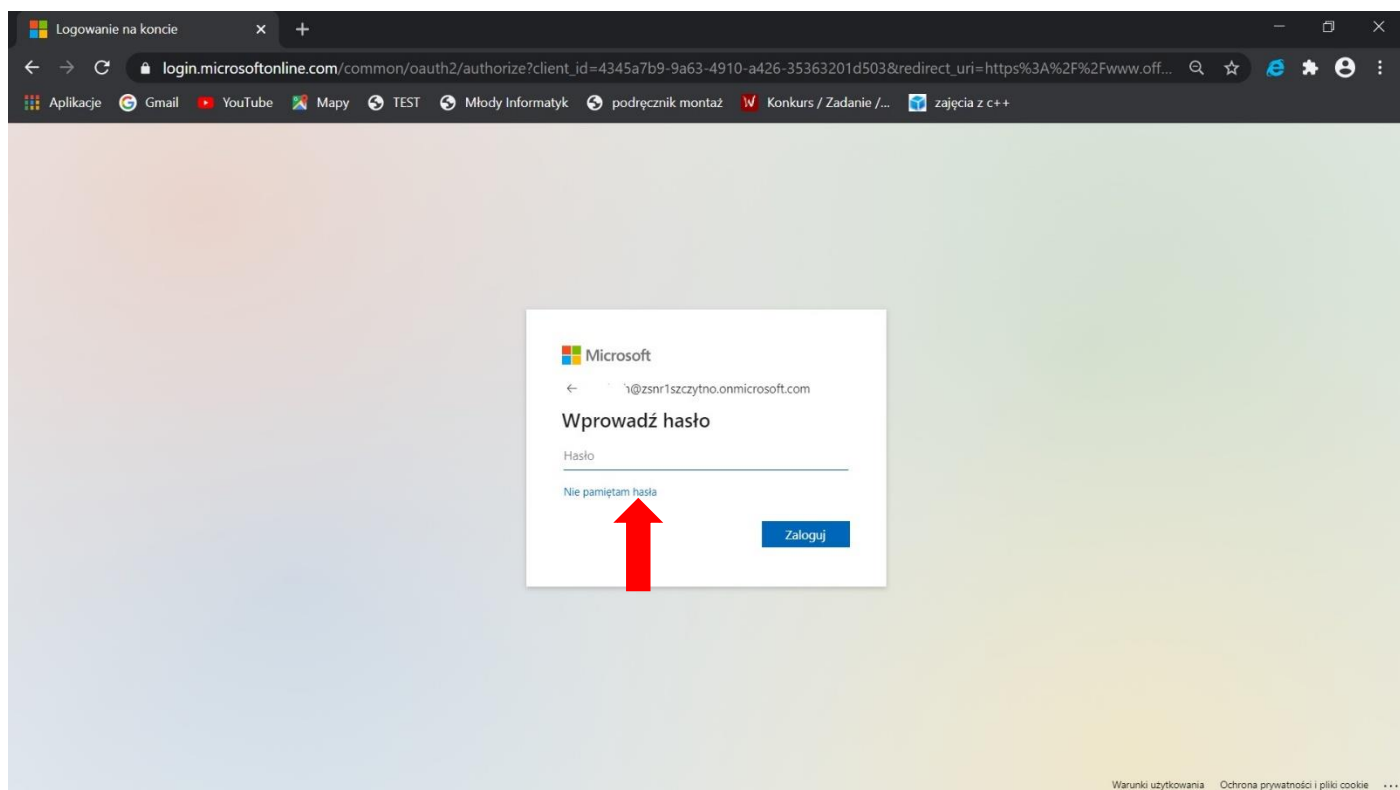 Logowanie na koncie
login.microsoftonline.com/common/oauth2/authorize?client_id=4345a7b9-9a63-4910-a426-35363201d503&redirect_uri=https%3A%2F%2Fwww.off...
Aplikacje Gmail YouTube Mapy TEST Młody Informatyk podręcznik montaż Konkurs / Zadanie /... zajęcia z c++
Microsoft
@zsnr1szczytno.onmicrosoft.com
Wprowadź hasło
Hasło
Nie pamiętam hasła
Zaloguj
Warunki użytkowania Ochrona prywatności i pliki cookie ...